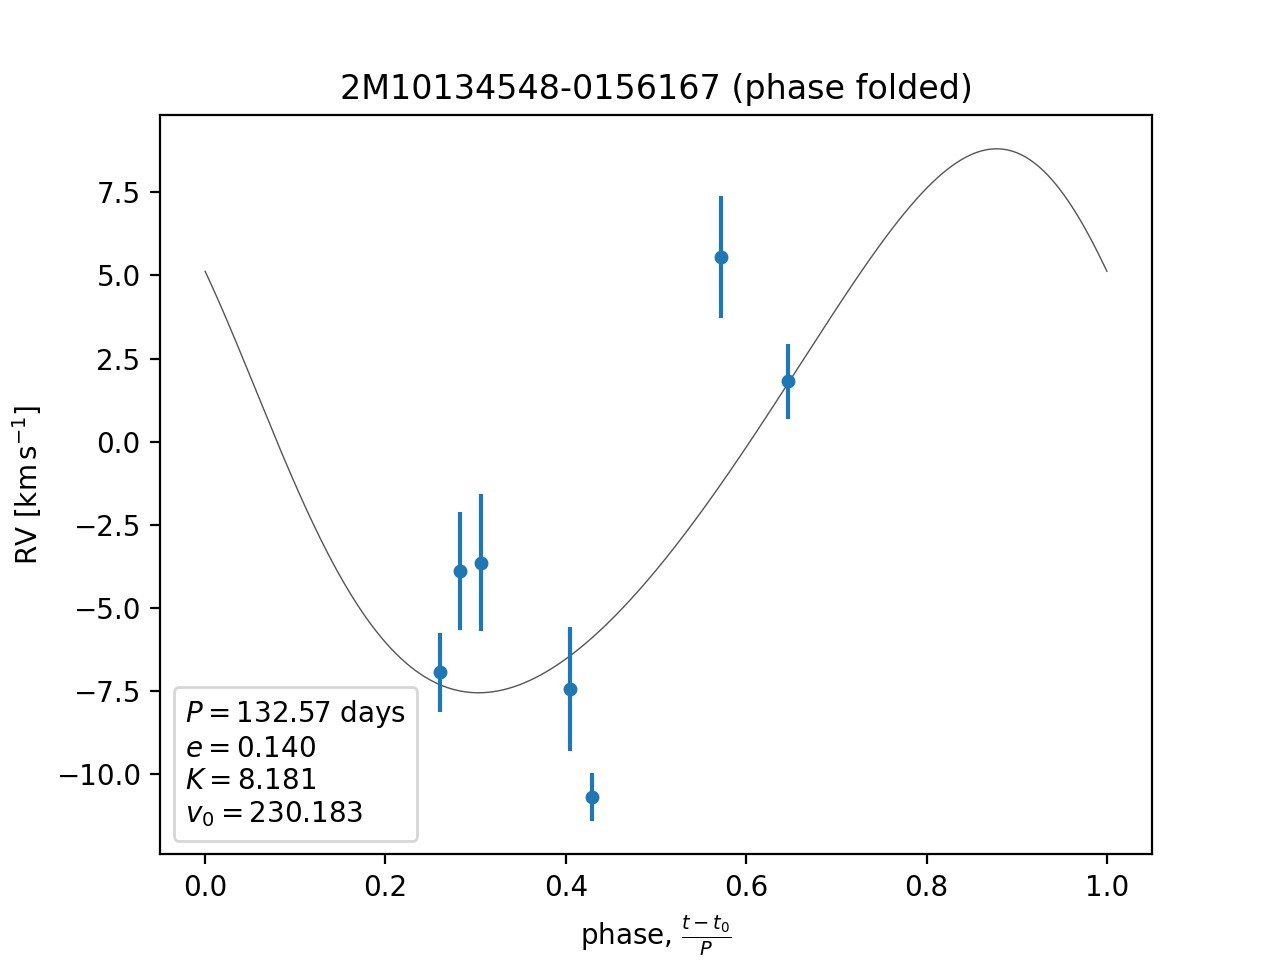 2M10134548-0156167 (phase folded)
RV [km s⁻¹]
7.5
5.0
2.5
0.0
−2.5
−5.0
−7.5
−10.0
P = 132.57 days
e = 0.140
K = 8.181
v₀ = 230.183
0.0 0.2 0.4 0.6 0.8 1.0
phase, (t − t₀)/P